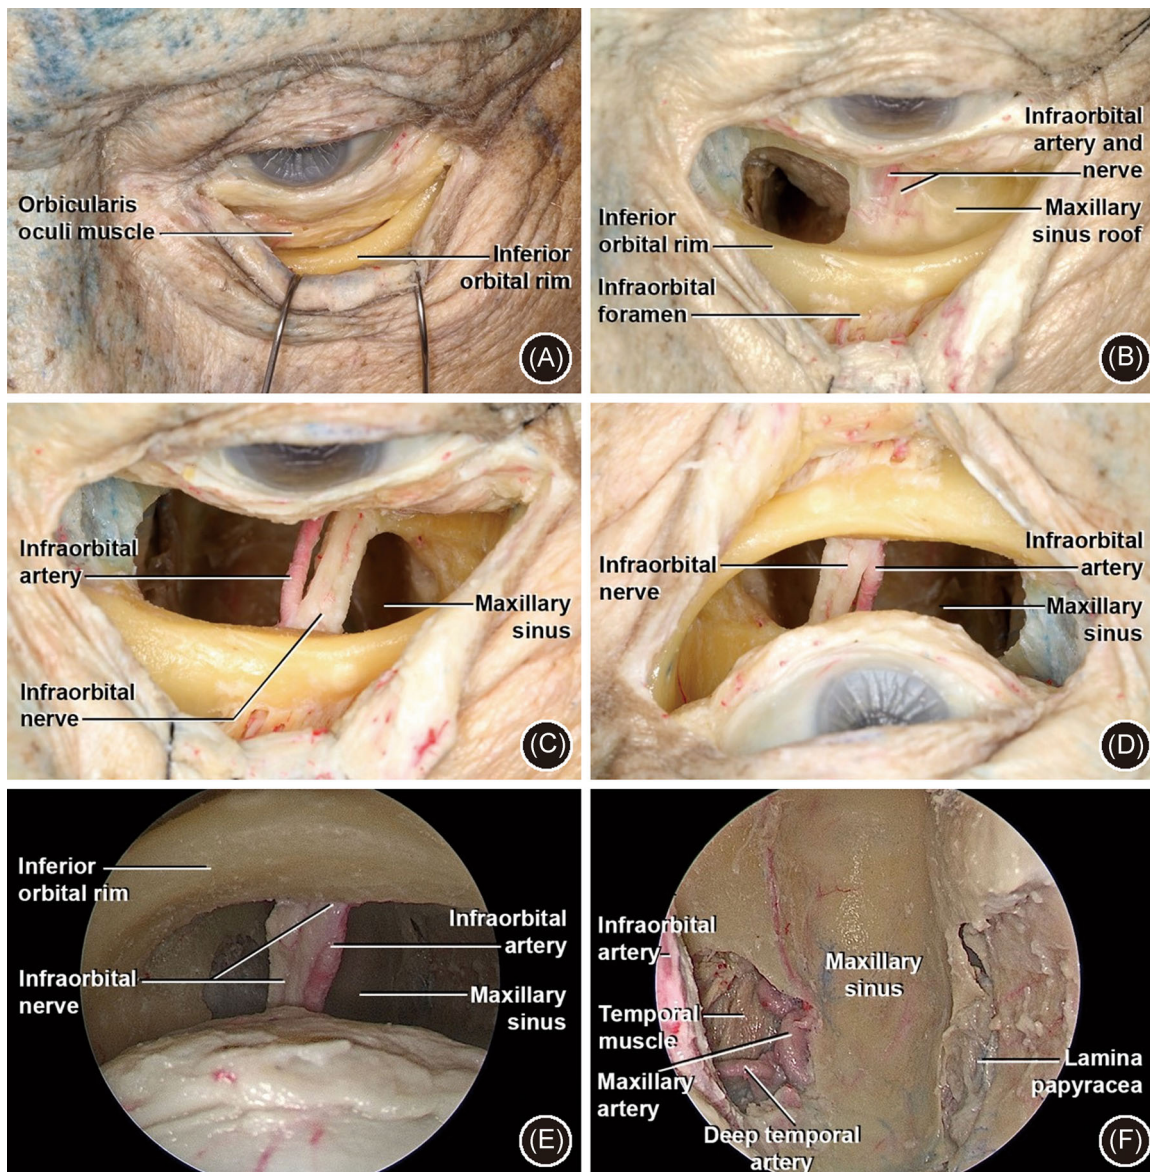 Orbicularis
oculi muscle
Inferior
orbital rim
(A)
Infraorbital
artery and
nerve
Inferior
orbital rim
Maxillary
sinus roof
Infraorbital
foramen
(B)
Infraorbital
artery
Maxillary
sinus
Infraorbital
nerve
(C)
Infraorbital
nerve
Infraorbital
artery
Maxillary
sinus
(D)
Inferior
orbital rim
Infraorbital
artery
Infraorbital
nerve
Maxillary
sinus
(E)
Infraorbital
artery
Maxillary
sinus
Temporal
muscle
Maxillary
artery
Lamina
papyracea
Deep temporal
artery
(F)